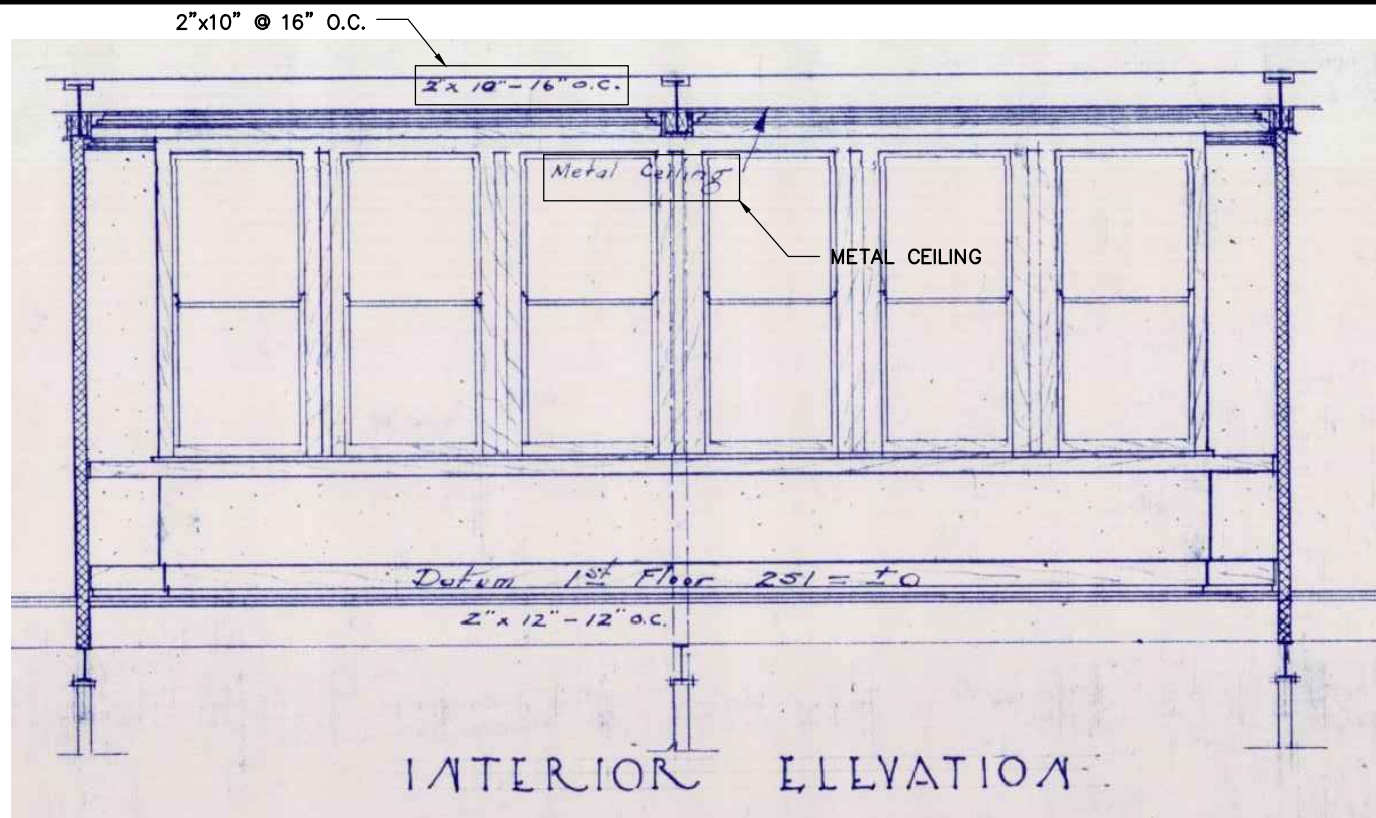 2"x10" @ 16" O.C.
2"x 10"-16" O.C.
Metal Ceiling
METAL CEILING
Datum 1st Floor 251 = ±0
2"x 12"-12" O.C.
INTERIOR ELEVATION